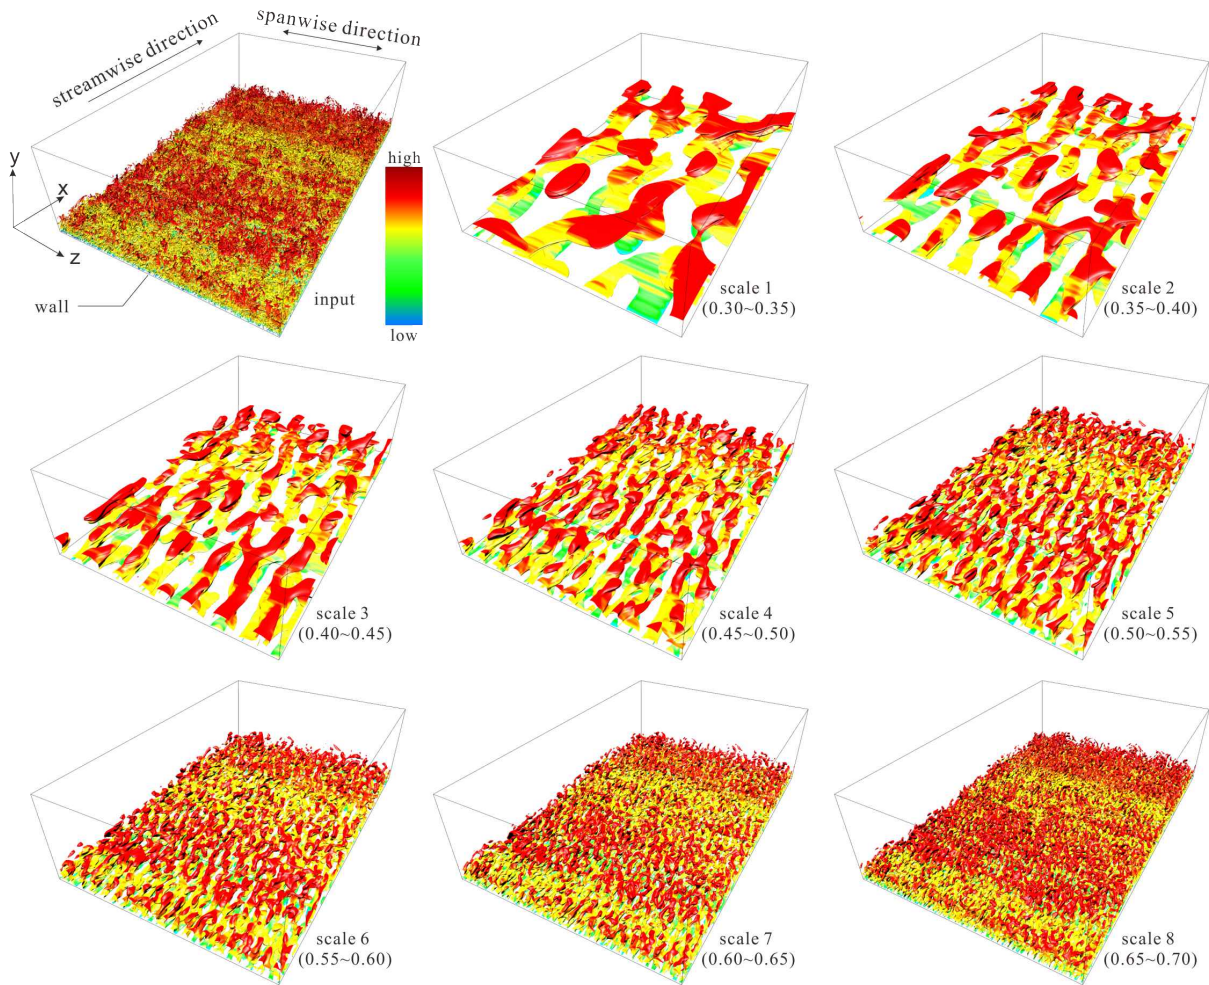 streamwise direction
spanwise direction
y
x
z
wall
input
high
low
scale 1
(0.30~0.35)
scale 2
(0.35~0.40)
scale 3
(0.40~0.45)
scale 4
(0.45~0.50)
scale 5
(0.50~0.55)
scale 6
(0.55~0.60)
scale 7
(0.60~0.65)
scale 8
(0.65~0.70)